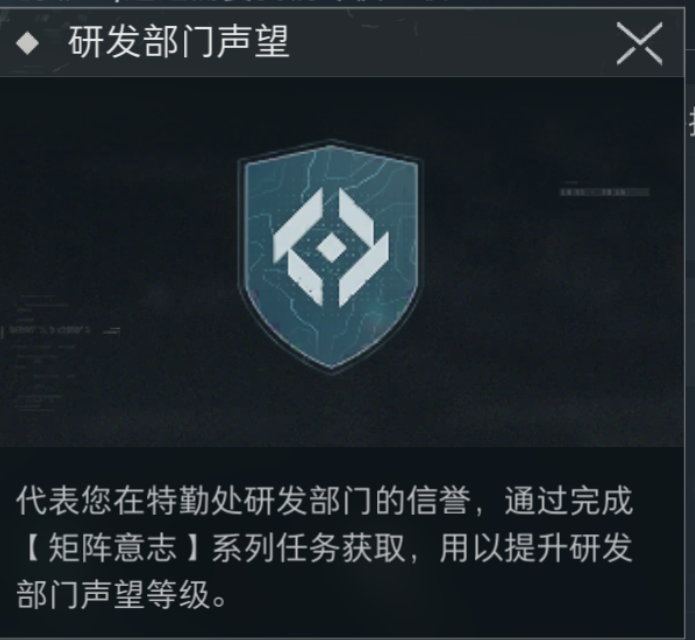 研发部门声望
代表您在特勤处研发部门的信誉，通过完成
【矩阵意志】系列任务获取，用以提升研发
部门声望等级。